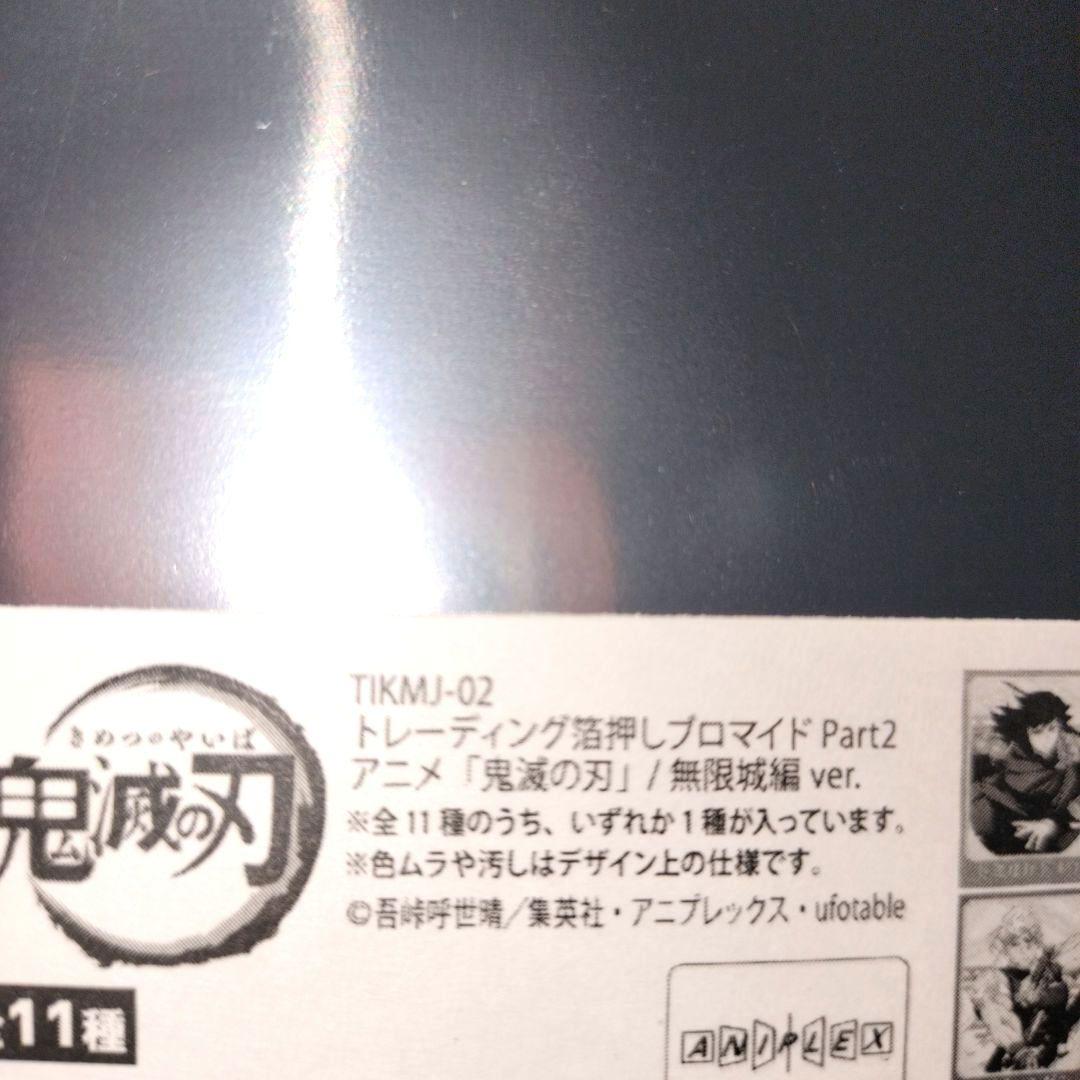 TIKMJ-02
トレーディング箔押しブロマイド Part2
アニメ「鬼滅の刃」/ 無限城編 ver.
※全 11 種のうち、いずれか 1 種が入っています。
※色ムラや汚しはデザイン上の仕様です。
©吾峠呼世晴／集英社・アニプレックス・ufotable
きめつのやいば
鬼滅の刃
全11種
ANIPLEX